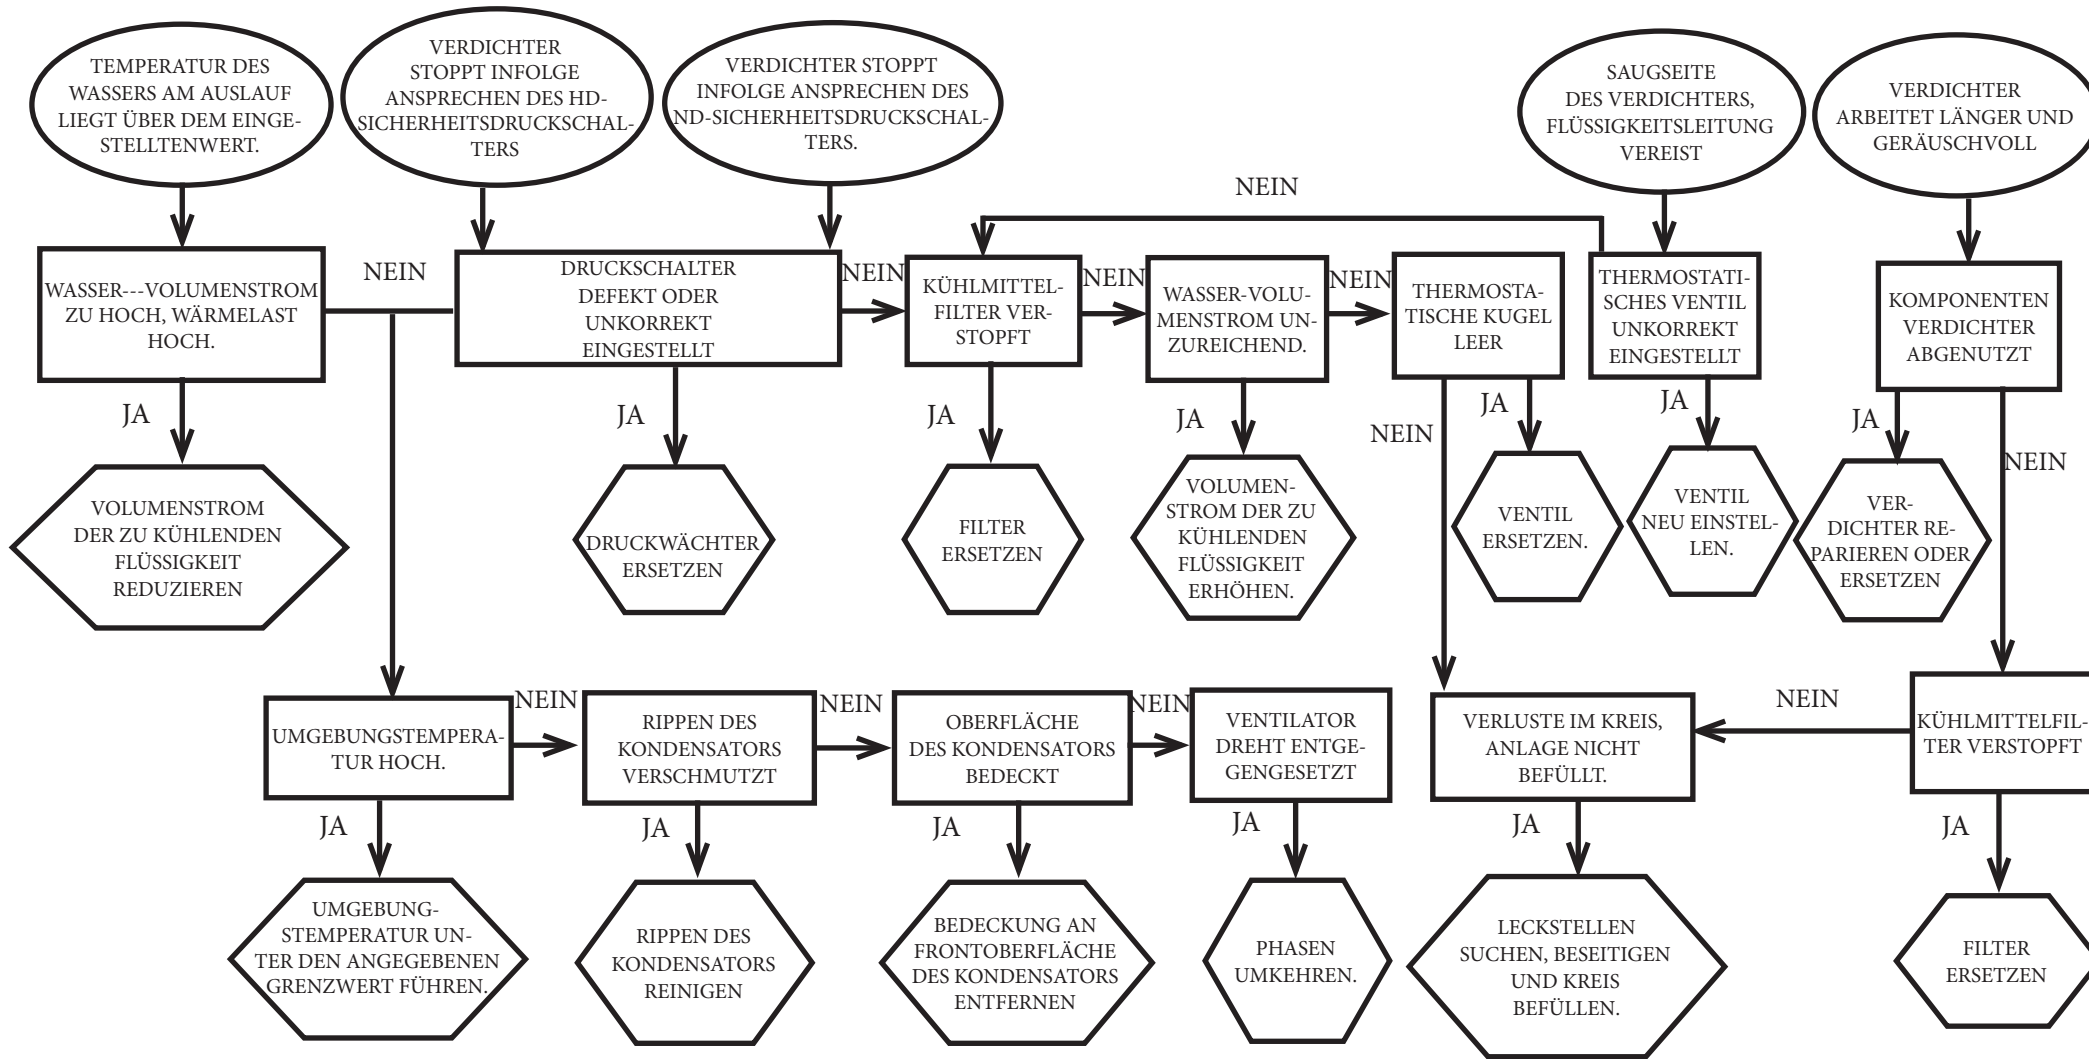 TEMPERATUR DES
WASSERS AM AUSLAUF
LIEGT ÜBER DEM EINGE-
STELLTENWERT.
VERDICHTER
STOPPT INFOLGE
ANSPRECHEN DES HD-
SICHERHEITSDRUCKSCHAL-
TERS
VERDICHTER STOPPT
INFOLGE ANSPRECHEN DES
ND-SICHERHEITSDRUCKSCHAL-
TERS.
SAUGSEITE
DES VERDICHTERS,
FLÜSSIGKEITSLEITUNG
VEREIST
VERDICHTER
ARBEITET LÄNGER UND
GERÄUSCHVOLL
NEIN
WASSER---VOLUMENSTROM
ZU HOCH, WÄRMELAST
HOCH.
NEIN
DRUCKSCHALTER
DEFEKT ODER
UNKORREKT
EINGESTELLT
NEIN
KÜHLMITTEL-
FILTER VER-
STOPFT
NEIN
WASSER-VOLU-
MENSTROM UN-
ZUREICHEND.
NEIN
THERMOSTA-
TISCHE KUGEL
LEER
THERMOSTATI-
SCHES VENTIL
UNKORREKT
EINGESTELLT
KOMPONENTEN
VERDICHTER
ABGENUTZT
JA
JA
JA
JA
NEIN
JA
JA
JA
NEIN
VOLUMENSTROM
DER ZU KÜHLENDEN
FLÜSSIGKEIT
REDUZIEREN
DRUCKWÄCHTER
ERSETZEN
FILTER
ERSETZEN
VOLUMEN-
STROM DER ZU
KÜHLENDEN
FLÜSSIGKEIT
ERHÖHEN.
VENTIL
ERSETZEN.
VENTIL
NEU EINSTEL-
LEN.
VER-
DICHTER RE-
PARIEREN ODER
ERSETZEN
UMGEBUNGSTEMPERA-
TUR HOCH.
NEIN
RIPPEN DES
KONDENSATORS
VERSCHMUTZT
NEIN
OBERFLÄCHE
DES KONDENSATORS
BEDECKT
NEIN
VENTILATOR
DREHT ENTGE-
GENGESETZT
VERLUSTE IM KREIS,
ANLAGE NICHT
BEFÜLLT.
NEIN
KÜHLMITTELFIL-
TER VERSTOPFT
JA
JA
JA
JA
JA
JA
UMGEBUNG-
STEMPERATUR UN-
TER DEN ANGEGEBENEN
GRENZWERT FÜHREN.
RIPPEN DES
KONDENSATORS
REINIGEN
BEDECKUNG AN
FRONTOBERFLÄCHE
DES KONDENSATORS
ENTFERNEN
PHASEN
UMKEHREN.
LECKSTELLEN
SUCHEN, BESEITIGEN
UND KREIS
BEFÜLLEN.
FILTER
ERSETZEN